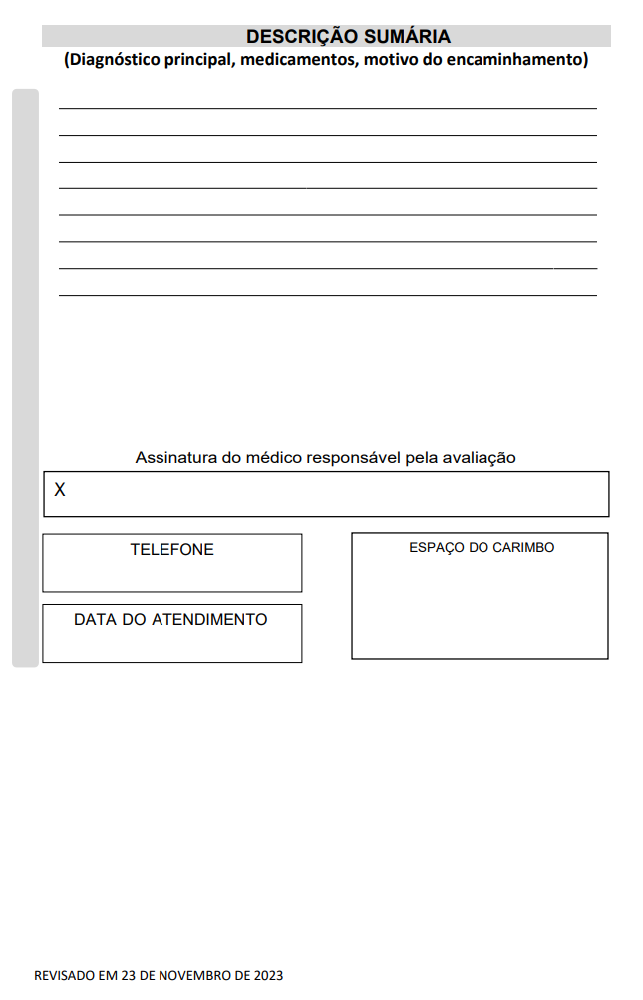 DESCRIÇÃO SUMÁRIA
(Diagnóstico principal, medicamentos, motivo do encaminhamento)
Assinatura do médico responsável pela avaliação
X
TELEFONE
ESPAÇO DO CARIMBO
DATA DO ATENDIMENTO
REVISADO EM 23 DE NOVEMBRO DE 2023